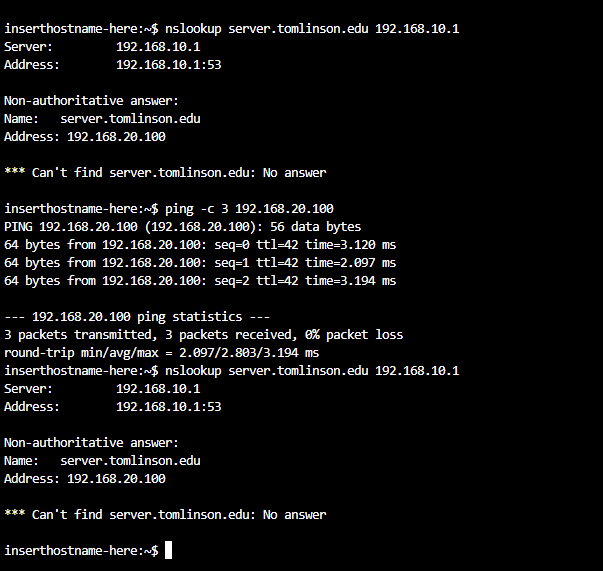 inserthostname-here:~$ nslookup server.tomlinson.edu 192.168.10.1
Server:         192.168.10.1
Address:        192.168.10.1:53

Non-authoritative answer:
Name:   server.tomlinson.edu
Address: 192.168.20.100

*** Can't find server.tomlinson.edu: No answer

inserthostname-here:~$ ping -c 3 192.168.20.100
PING 192.168.20.100 (192.168.20.100): 56 data bytes
64 bytes from 192.168.20.100: seq=0 ttl=42 time=3.120 ms
64 bytes from 192.168.20.100: seq=1 ttl=42 time=2.097 ms
64 bytes from 192.168.20.100: seq=2 ttl=42 time=3.194 ms

--- 192.168.20.100 ping statistics ---
3 packets transmitted, 3 packets received, 0% packet loss
round-trip min/avg/max = 2.097/2.803/3.194 ms
inserthostname-here:~$ nslookup server.tomlinson.edu 192.168.10.1
Server:         192.168.10.1
Address:        192.168.10.1:53

Non-authoritative answer:
Name:   server.tomlinson.edu
Address: 192.168.20.100

*** Can't find server.tomlinson.edu: No answer

inserthostname-here:~$